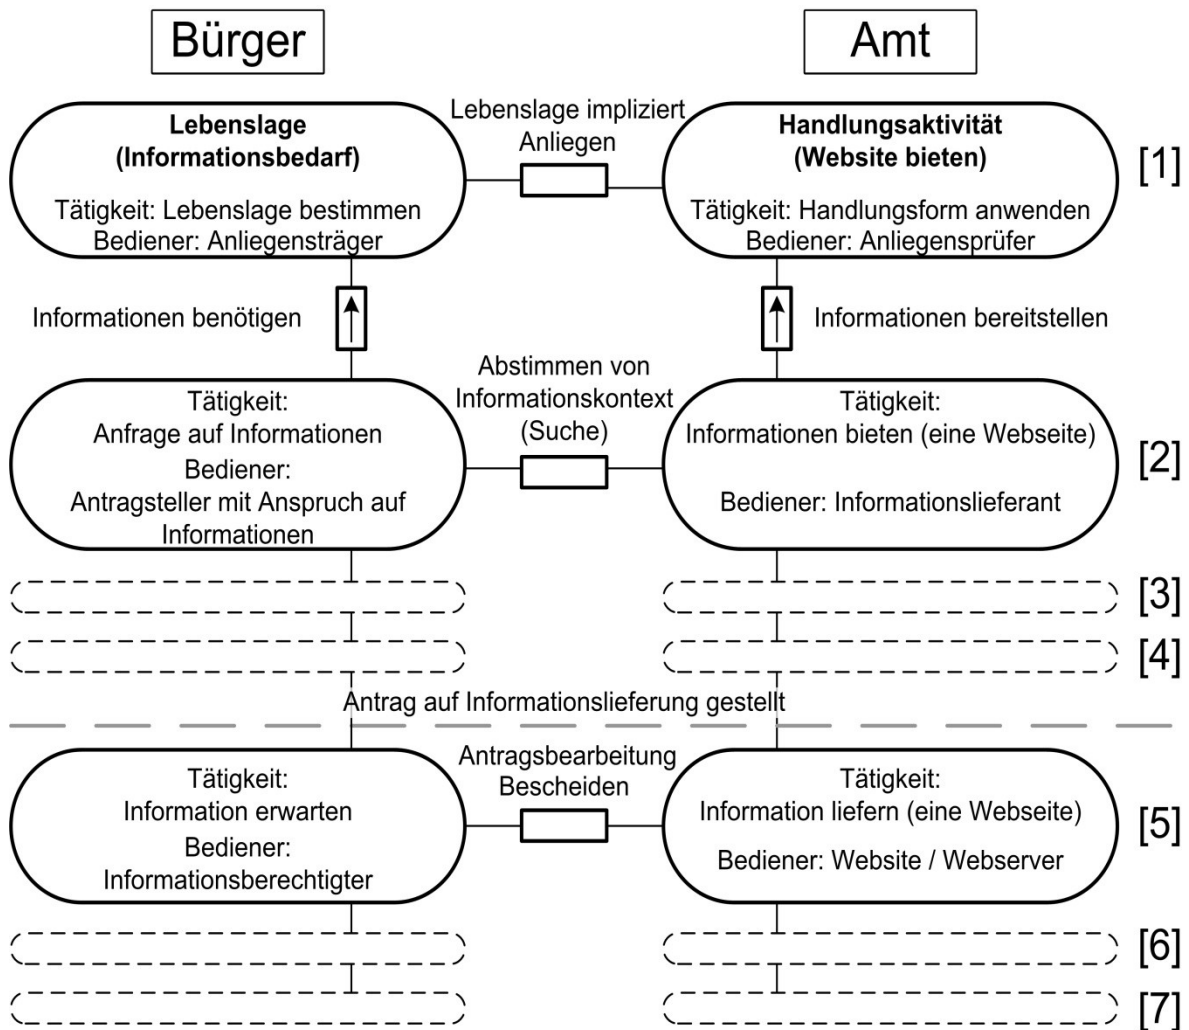 Bürger
Amt
Lebenslage
(Informationsbedarf)
Tätigkeit: Lebenslage bestimmen
Bediener: Anliegensträger
Lebenslage impliziert
Anliegen
Handlungsaktivität
(Website bieten)
Tätigkeit: Handlungsform anwenden
Bediener: Anliegensprüfer
[1]
Informationen benötigen
Informationen bereitstellen
Tätigkeit:
Anfrage auf Informationen
Bediener:
Antragsteller mit Anspruch auf
Informationen
Abstimmen von
Informationskontext
(Suche)
Tätigkeit:
Informationen bieten (eine Webseite)
Bediener: Informationslieferant
[2]
[3]
[4]
Antrag auf Informationslieferung gestellt
Tätigkeit:
Information erwarten
Bediener:
Informationsberechtigter
Antragsbearbeitung
Bescheiden
Tätigkeit:
Information liefern (eine Webseite)
Bediener: Website / Webserver
[5]
[6]
[7]